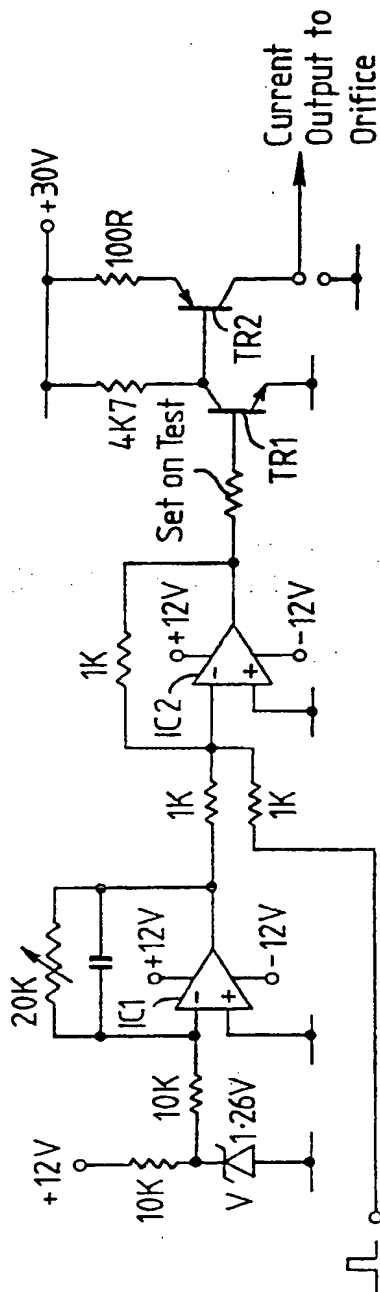 +12V
10K
V
1·26V
10K
20K
IC1
-
+
+12V
-12V
1K
1K
1K
IC2
-
+
+12V
-12V
Set on Test
TR1
4K7
TR2
100R
+30V
Current
Output to
Orifice